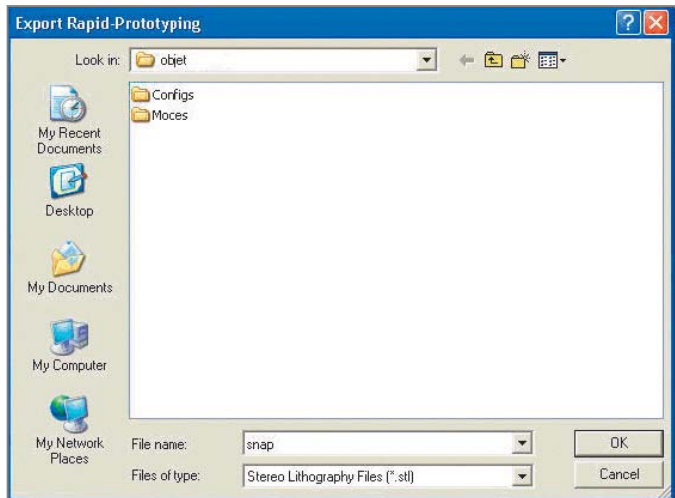 Export Rapid-Prototyping
Look in: objet
Configs
Moces
My Recent
Documents
Desktop
My Documents
My Computer
My Network
Places
File name: snap
OK
Files of type: Stereo Lithography Files (*.stl)
Cancel